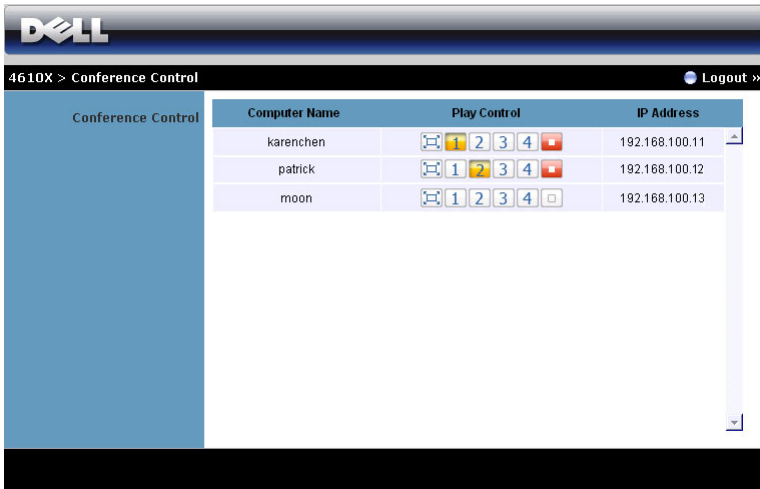 DELL
4610X > Conference Control
Logout »
Conference Control
Computer Name Play Control IP Address
karenchen 1 2 3 4 192.168.100.11
patrick 1 2 3 4 192.168.100.12
moon 1 2 3 4 192.168.100.13